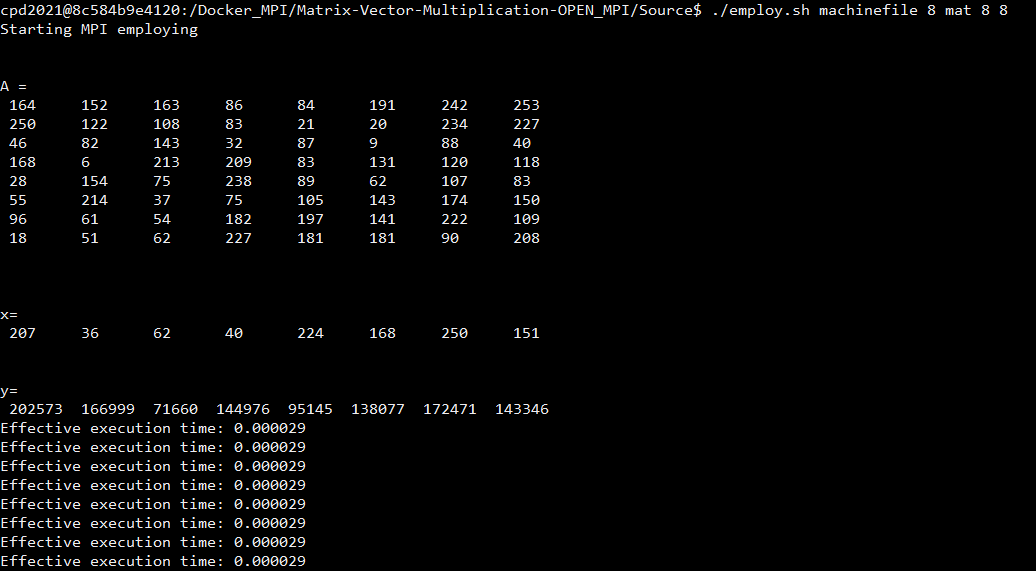 cpd2021@8c584b9e4120:/Docker_MPI/Matrix-Vector-Multiplication-OPEN_MPI/Source$ ./employ.sh machinefile 8 mat 8 8
Starting MPI employing
A =
164 152 163 86 84 191 242 253
250 122 108 83 21 20 234 227
46 82 143 32 87 9 88 40
168 6 213 209 83 131 120 118
28 154 75 238 89 62 107 83
55 214 37 75 105 143 174 150
96 61 54 182 197 141 222 109
18 51 62 227 181 181 90 208
x=
207 36 62 40 224 168 250 151
y=
202573 166999 71660 144976 95145 138077 172471 143346
Effective execution time: 0.000029
Effective execution time: 0.000029
Effective execution time: 0.000029
Effective execution time: 0.000029
Effective execution time: 0.000029
Effective execution time: 0.000029
Effective execution time: 0.000029
Effective execution time: 0.000029